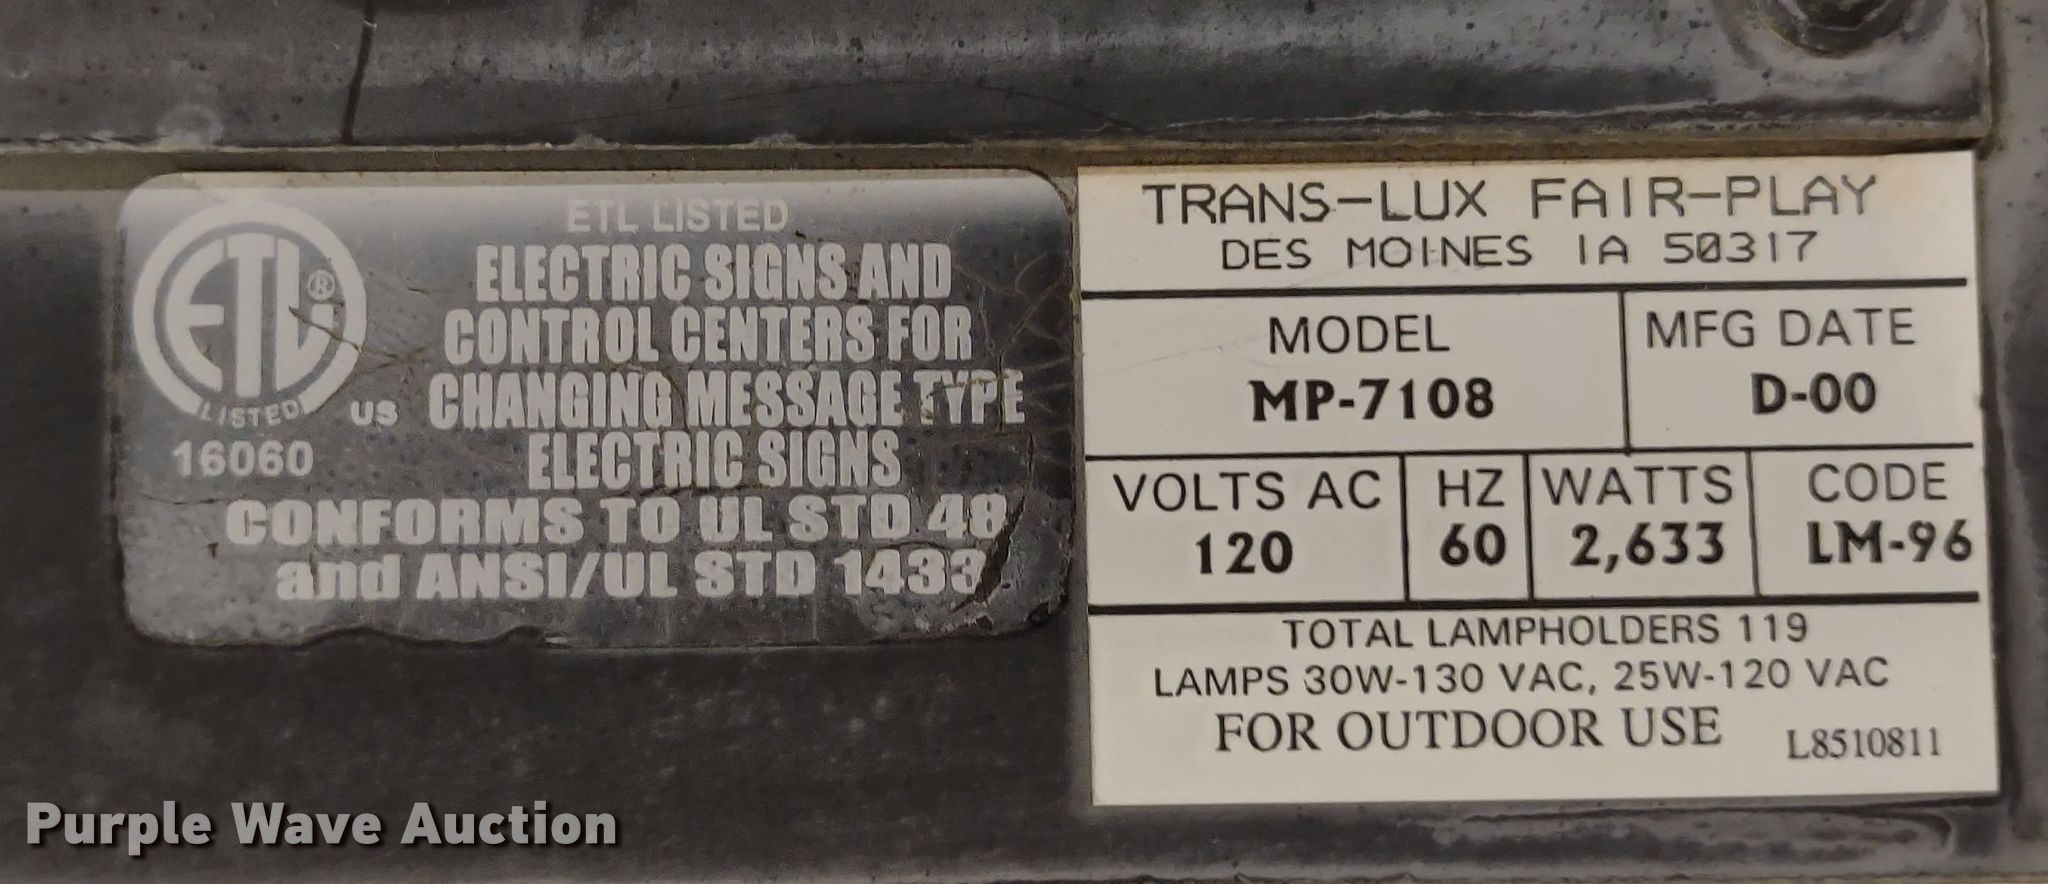 ETL LISTED
ELECTRIC SIGNS AND
CONTROL CENTERS FOR
CHANGING MESSAGE TYPE
ELECTRIC SIGNS
CONFORMS TO UL STD 48
and ANSI/UL STD 1433
ETL®
LISTED
US
16060
TRANS-LUX FAIR-PLAY
DES MOINES IA 50317
MODEL
MP-7108
MFG DATE
D-00
VOLTS AC
120
HZ
60
WATTS
2,633
CODE
LM-96
TOTAL LAMPHOLDERS 119
LAMPS 30W-130 VAC, 25W-120 VAC
FOR OUTDOOR USE
L8510811
Purple Wave Auction